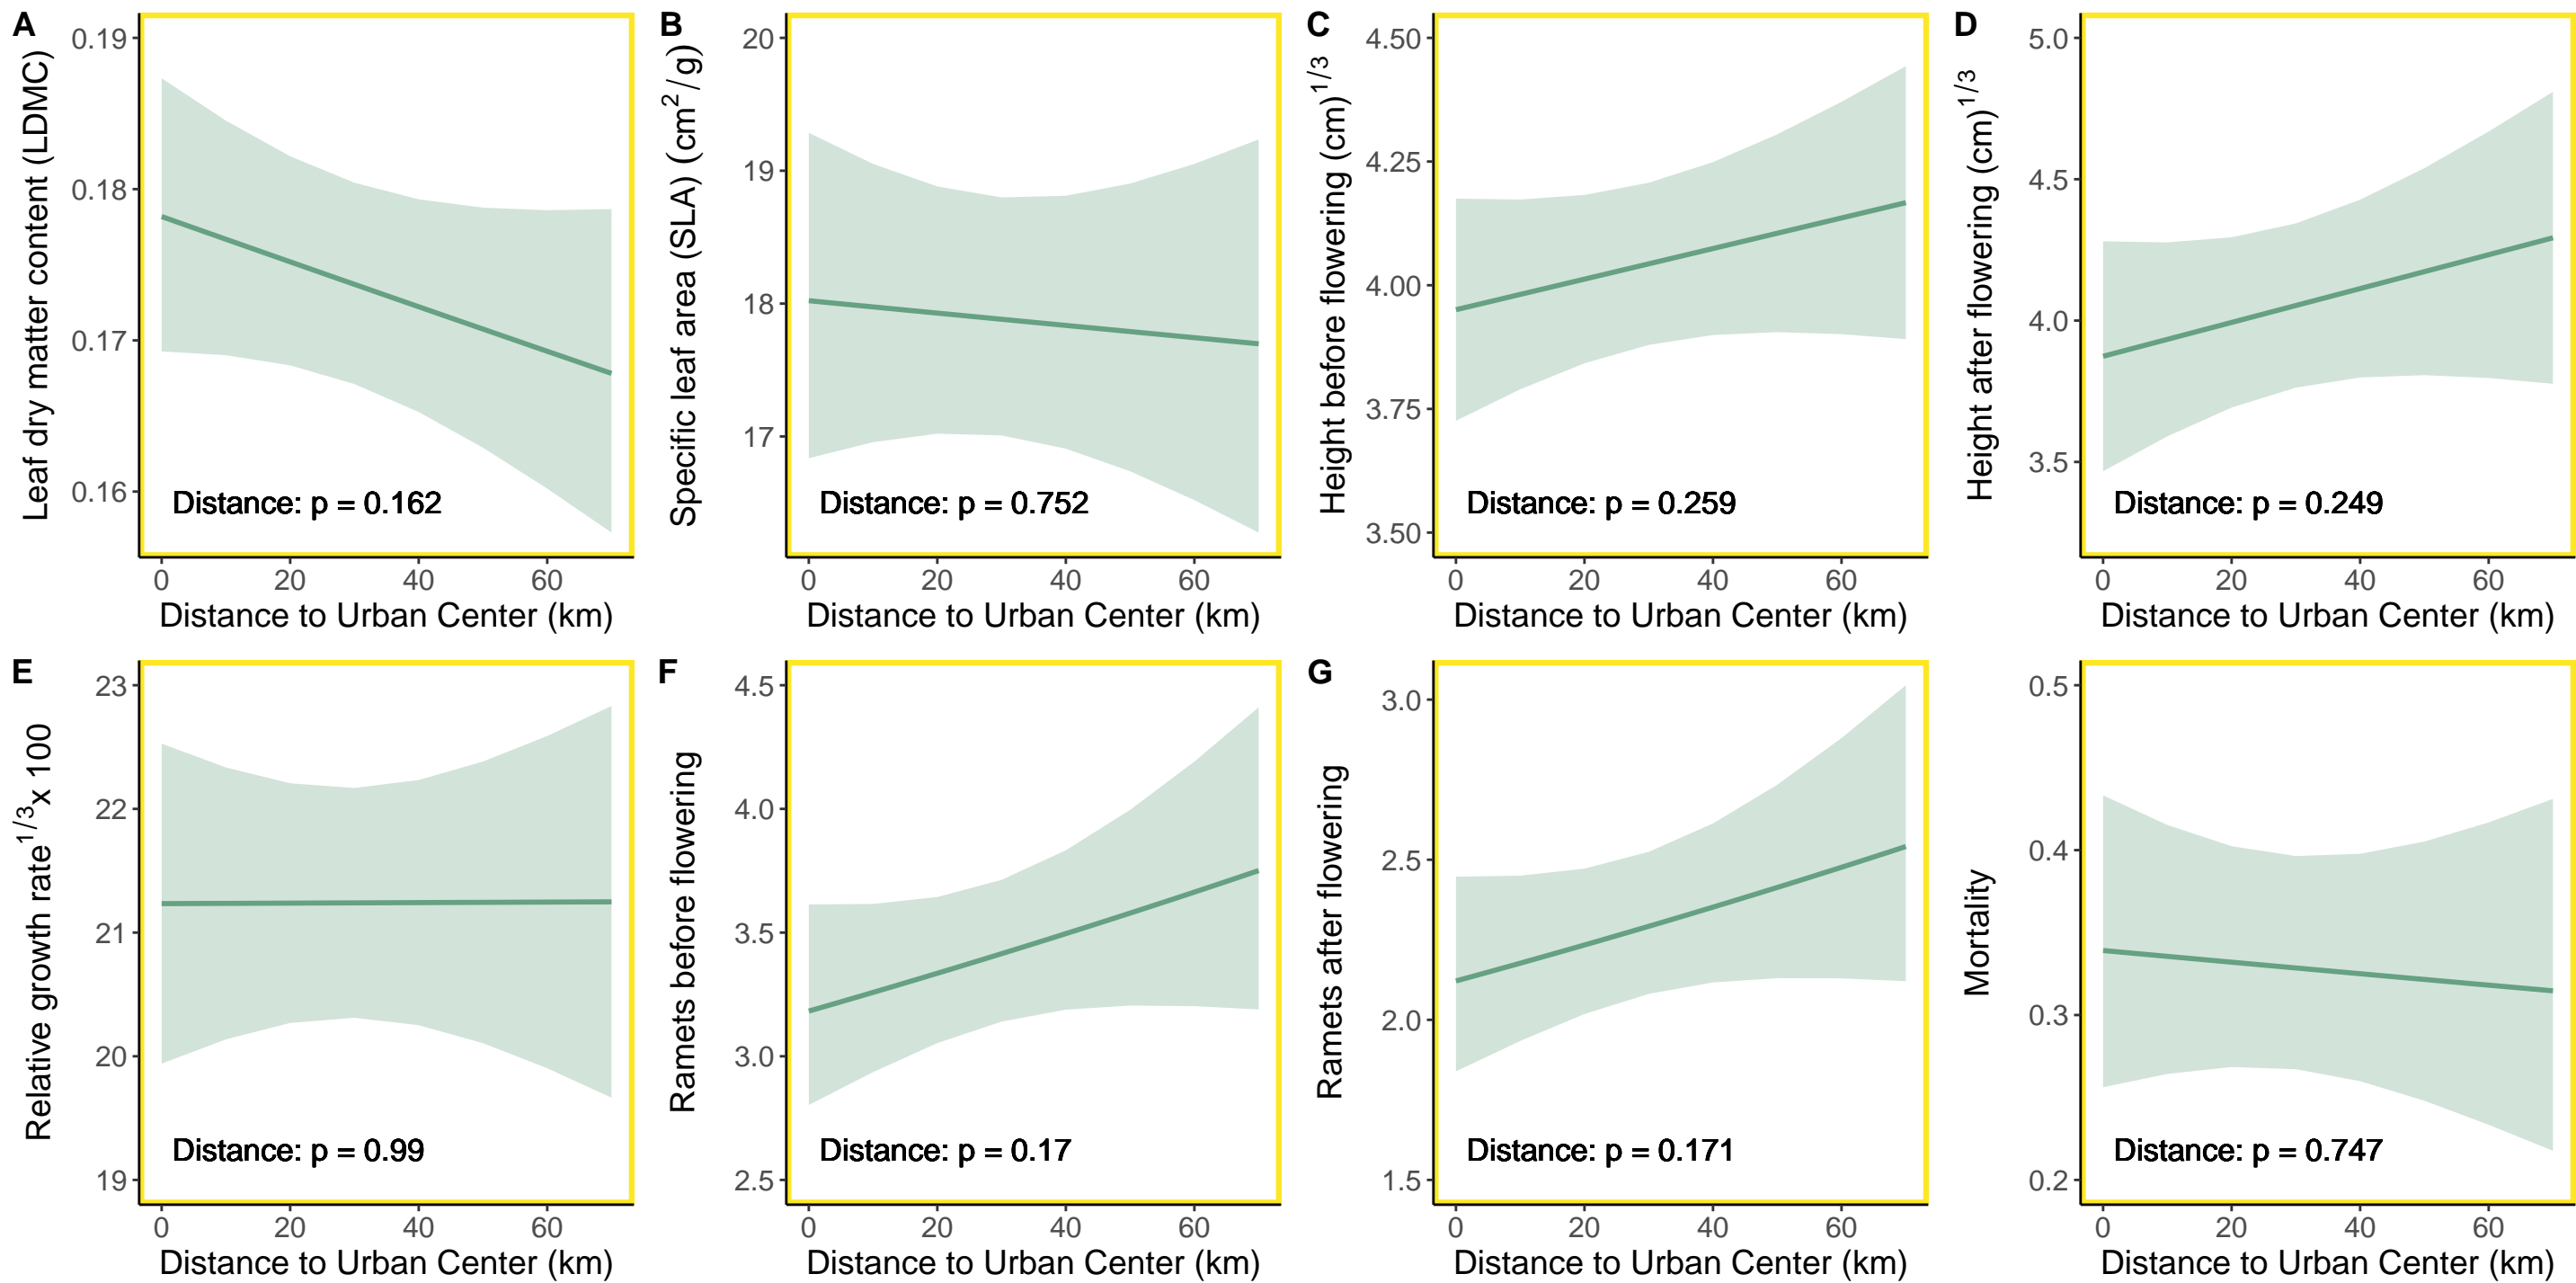 A
Leaf dry matter content (LDMC)
0.19
0.18
0.17
0.16
Distance: p = 0.162
0 20 40 60
Distance to Urban Center (km)
B
Specific leaf area (SLA) (cm²/g)
20
19
18
17
Distance: p = 0.752
0 20 40 60
Distance to Urban Center (km)
C
Height before flowering (cm)^1/3
4.50
4.25
4.00
3.75
3.50
Distance: p = 0.259
0 20 40 60
Distance to Urban Center (km)
D
Height after flowering (cm)^1/3
5.0
4.5
4.0
3.5
Distance: p = 0.249
0 20 40 60
Distance to Urban Center (km)
E
Relative growth rate^1/3 x 100
23
22
21
20
19
Distance: p = 0.99
0 20 40 60
Distance to Urban Center (km)
F
Ramets before flowering
4.5
4.0
3.5
3.0
2.5
Distance: p = 0.17
0 20 40 60
Distance to Urban Center (km)
G
Ramets after flowering
3.0
2.5
2.0
1.5
Distance: p = 0.171
0 20 40 60
Distance to Urban Center (km)
Mortality
0.5
0.4
0.3
0.2
Distance: p = 0.747
0 20 40 60
Distance to Urban Center (km)